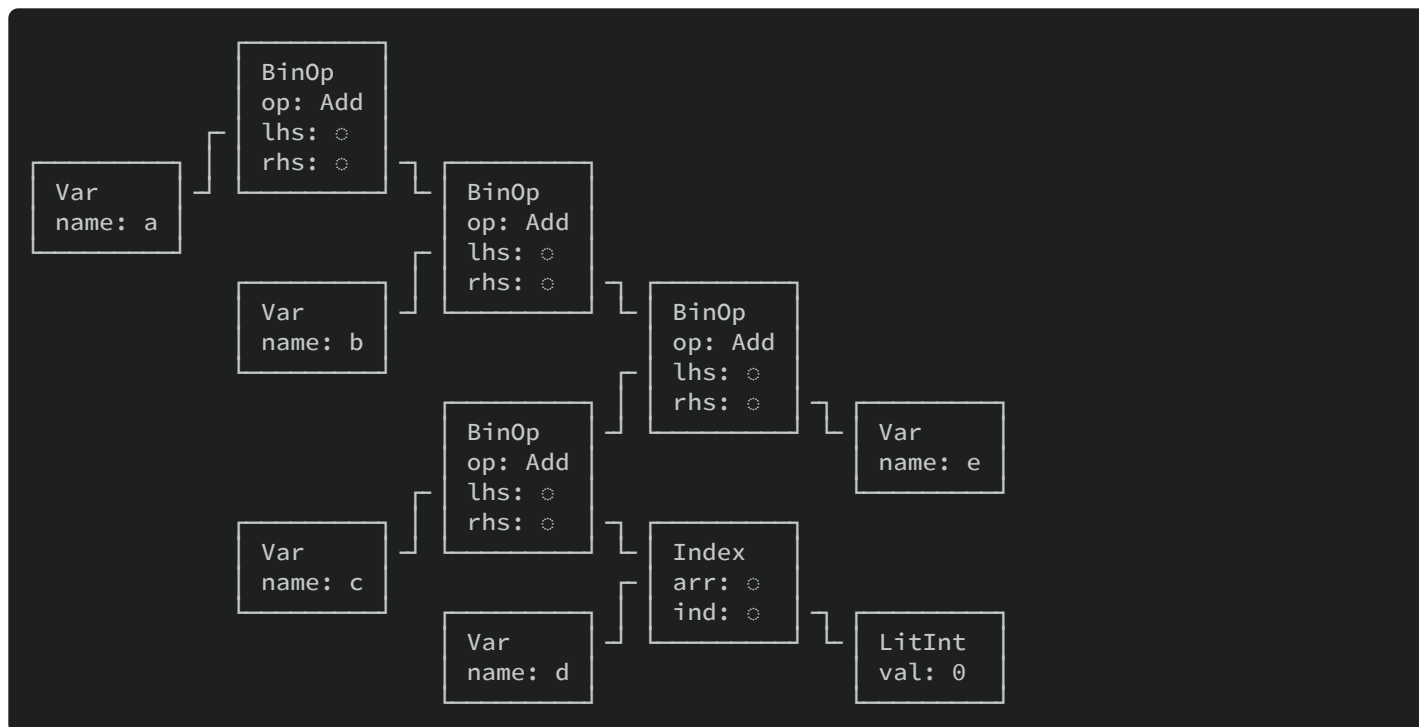 BinOp
op: Add
lhs: ◌
rhs: ◌
Var
name: a
BinOp
op: Add
lhs: ◌
rhs: ◌
Var
name: b
BinOp
op: Add
lhs: ◌
rhs: ◌
BinOp
op: Add
lhs: ◌
rhs: ◌
Var
name: e
Var
name: c
Index
arr: ◌
ind: ◌
Var
name: d
LitInt
val: 0